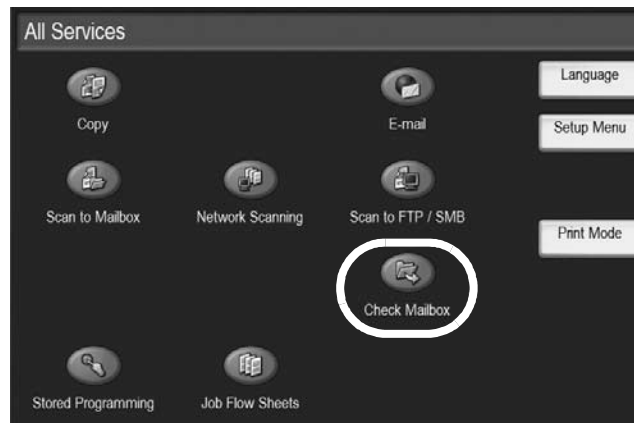 All Services
Language
Copy
E-mail
Setup Menu
Scan to Mailbox
Network Scanning
Scan to FTP / SMB
Print Mode
Check Mailbox
Stored Programming
Job Flow Sheets